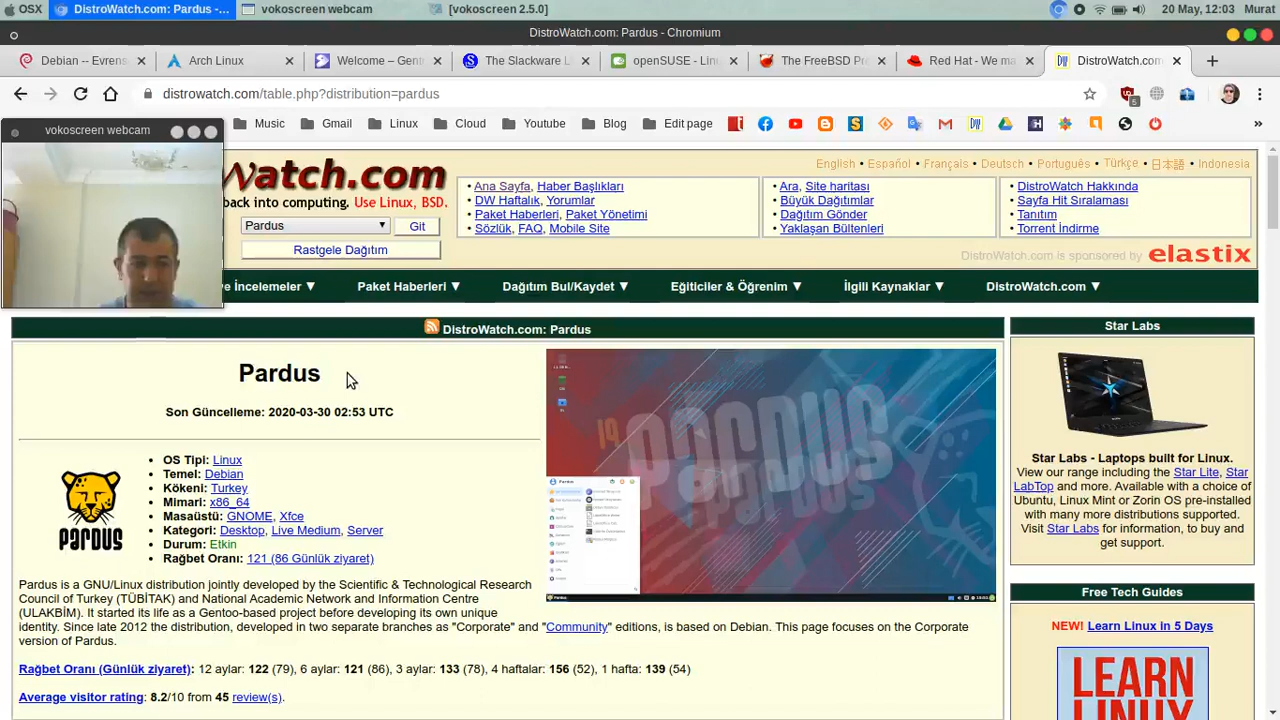 OSX
DistroWatch.com: Pardus -...
vokoscreen webcam
[vokoscreen 2.5.0]
20 May, 12:03
Murat
DistroWatch.com: Pardus - Chromium
Debian -- Evrens
Arch Linux
Welcome – Gent
The Slackware L
openSUSE - Linu
The FreeBSD Pr
Red Hat - We ma
DistroWatch.com
distrowatch.com/table.php?distribution=pardus
5
vokoscreen webcam
Music
Gmail
Linux
Cloud
Youtube
Blog
Edit page
»
watch.com
back into computing. Use Linux, BSD.
English • Español • Français • Deutsch • Português • Türkçe • 日本語 • Indonesia
• Ana Sayfa, Haber Başlıkları
• DW Haftalık, Yorumlar
• Paket Haberleri, Paket Yönetimi
• Sözlük, FAQ, Mobile Site
• Ara, Site haritası
• Büyük Dağıtımlar
• Dağıtım Gönder
• Yaklaşan Bültenleri
• DistroWatch Hakkında
• Sayfa Hit Sıralaması
• Tanıtım
• Torrent İndirme
Pardus
Git
Rastgele Dağıtım
DistroWatch.com is sponsored by elastix
ve İncelemeler ▼
Paket Haberleri ▼
Dağıtım Bul/Kaydet ▼
Eğiticiler & Öğrenim ▼
İlgili Kaynaklar ▼
DistroWatch.com ▼
DistroWatch.com: Pardus
Pardus
Son Güncelleme: 2020-03-30 02:53 UTC
PARDUS
• OS Tipi: Linux
• Temel: Debian
• Kökeni: Turkey
• Mimari: x86_64
• Masaüstü: GNOME, Xfce
• Kategori: Desktop, Live Medium, Server
• Durum: Etkin
• Rağbet Oranı: 121 (86 Günlük ziyaret)
19 pardus
Pardus is a GNU/Linux distribution jointly developed by the Scientific & Technological Research
Council of Turkey (TÜBİTAK) and National Academic Network and Information Centre
(ULAKBİM). It started its life as a Gentoo-based project before developing its own unique
identity. Since late 2012 the distribution, developed in two separate branches as "Corporate" and "Community" editions, is based on Debian. This page focuses on the Corporate
version of Pardus.
Rağbet Oranı (Günlük ziyaret): 12 aylar: 122 (79), 6 aylar: 121 (86), 3 aylar: 133 (78), 4 haftalar: 156 (52), 1 hafta: 139 (54)
Average visitor rating: 8.2/10 from 45 review(s).
Star Labs
Star Labs - Laptops built for Linux.
View our range including the Star Lite, Star
LabTop and more. Available with a choice of
Ubuntu, Linux Mint or Zorin OS pre-installed
with many more distributions supported.
Visit Star Labs for information, to buy and
get support.
Free Tech Guides
NEW! Learn Linux in 5 Days
LEARN
LINUX